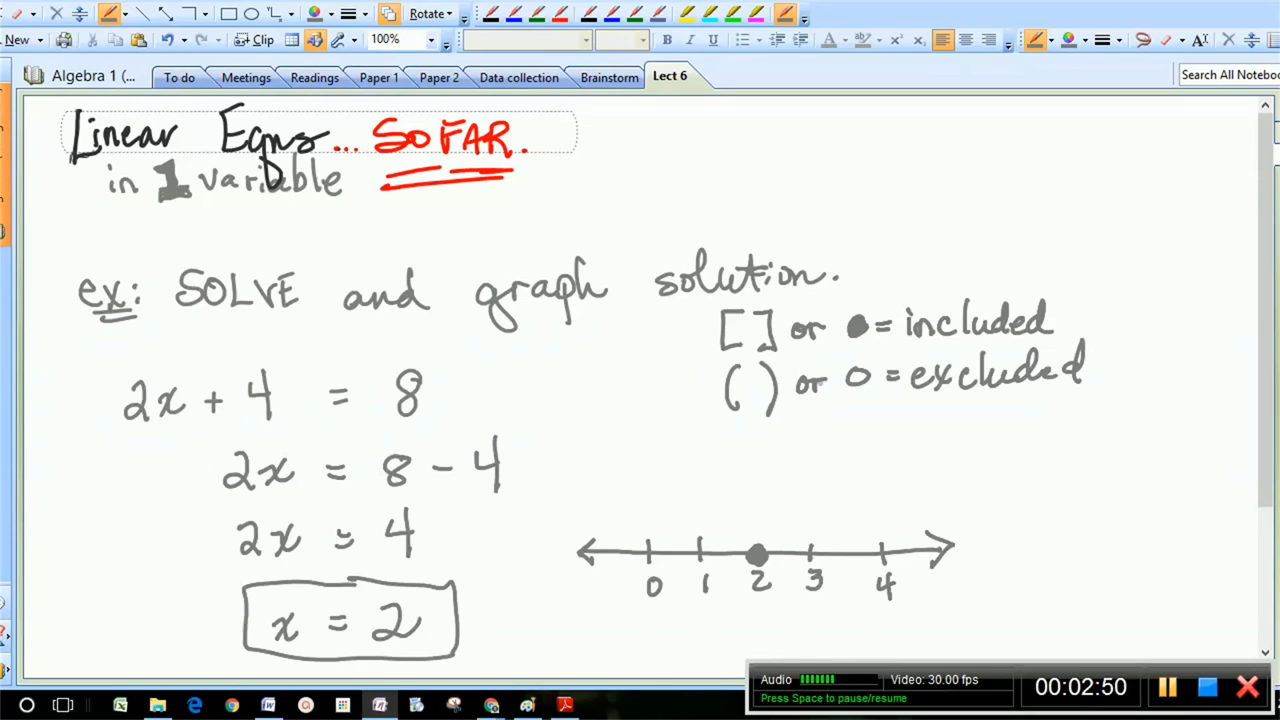 Rotate
New Clip 100% B I U
Algebra 1 (... To do Meetings Readings Paper 1 Paper 2 Data collection Brainstorm Lect 6 Search All Notebo
Linear Eqns... SO FAR.
in 1 variable
ex: SOLVE and graph solution.
[ ] or ● = included
( ) or O = excluded
2x + 4 = 8
2x = 8 - 4
2x = 4
x = 2
0 1 2 3 4
Audio Video: 30.00 fps
Press Space to pause/resume
00:02:50